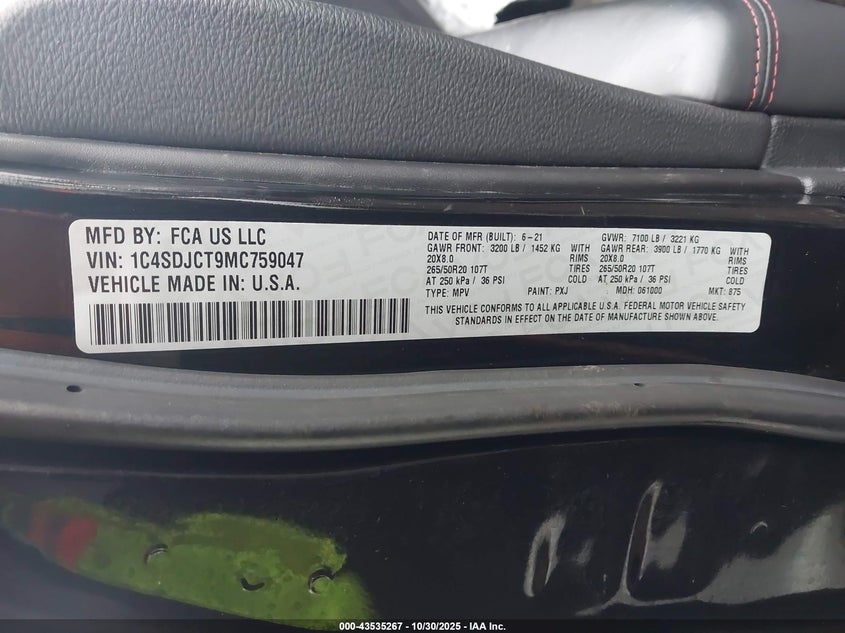 MFD BY: FCA US LLC
VIN: 1C4SDJCT9MC759047
VEHICLE MADE IN: U.S.A.
DATE OF MFR (BUILT): 6-21 GVWR: 7100 LB / 3221 KG
GAWR FRONT: 3200 LB / 1452 KG GAWR REAR: 3900 LB / 1770 KG
20X8.0 RIMS 20X8.0 RIMS
265/50R20 107T TIRES 265/50R20 107T TIRES
AT 250 kPa / 36 PSI COLD AT 250 kPa / 36 PSI COLD
TYPE: MPV PAINT: PXJ MDH: 061000 MKT: 875
THIS VEHICLE CONFORMS TO ALL APPLICABLE U.S.A. FEDERAL MOTOR VEHICLE SAFETY
STANDARDS IN EFFECT ON THE DATE OF MANUFACTURE SHOWN ABOVE.
000-43535267 - 10/30/2025 - IAA Inc.